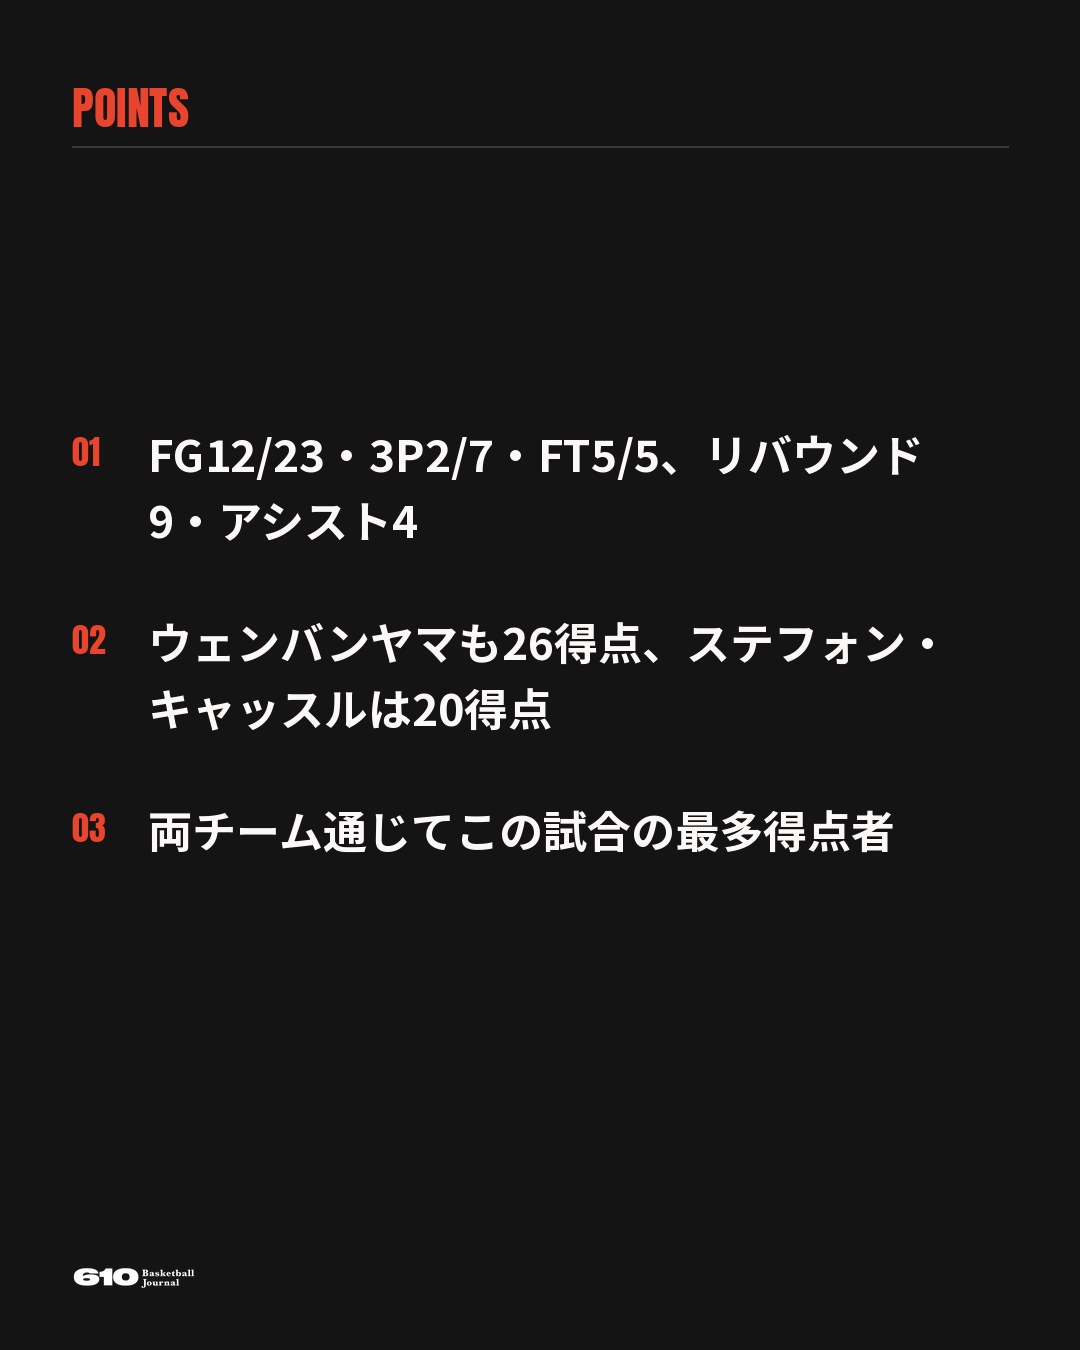 POINTS
01
FG12/23・3P2/7・FT5/5、リバウンド
9・アシスト4
02
ウェンバンヤマも26得点、ステフォン・
キャッスルは20得点
03
両チーム通じてこの試合の最多得点者
610 Basketball
Journal